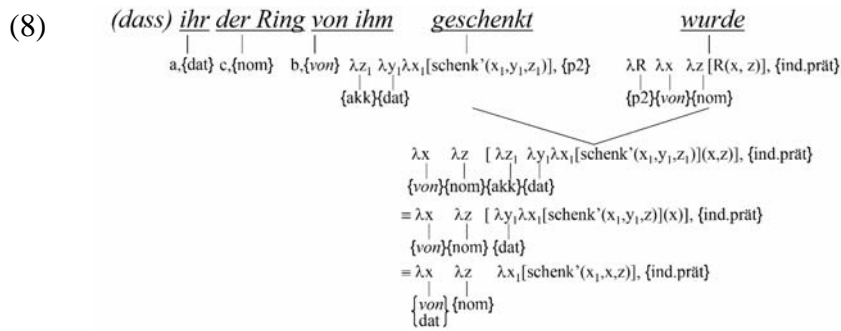 (8) (dass) ihr der Ring von ihm geschenkt wurde
a,{dat} c,{nom} b,{von} λz₁ λy₁λx₁[schenk’(x₁,y₁,z₁)], {p2} λR λx λz [R(x, z)], {ind.prät}
{akk}{dat} {p2}{von}{nom}
λx λz [ λz₁ λy₁λx₁[schenk’(x₁,y₁,z₁)](x,z)], {ind.prät}
{von}{nom}{akk}{dat}
≡ λx λz [ λy₁λx₁[schenk’(x₁,y₁,z)](x)], {ind.prät}
{von}{nom} {dat}
≡ λx λz λx₁[schenk’(x₁,x,z)], {ind.prät}
{von dat} {nom}